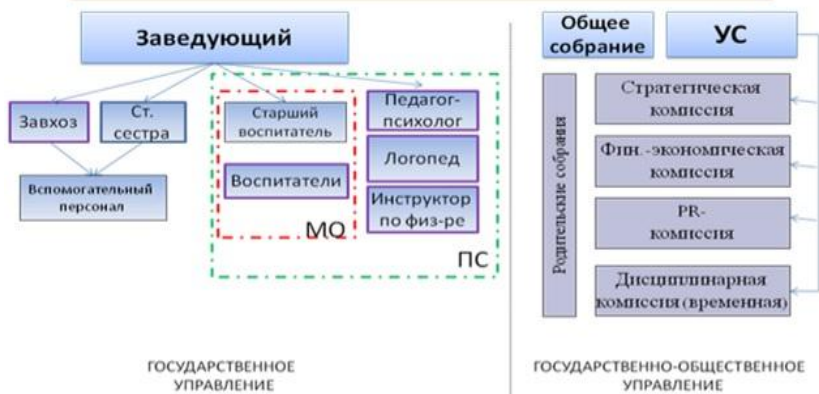 Заведующий
Завхоз
Ст.
сестра
Вспомогательный
персонал
Старший
воспитатель
Воспитатели
МО
Педагог-
психолог
Логопед
Инструктор
по физ-ре
ПС
ГОСУДАРСТВЕННОЕ
УПРАВЛЕНИЕ
Общее
собрание
УС
Родительские собрания
Стратегическая
комиссия
Фин.-экономическая
комиссия
PR-
комиссия
Дисциплинарная
комиссия (временная)
ГОСУДАРСТВЕННО-ОБЩЕСТВЕННОЕ
УПРАВЛЕНИЕ